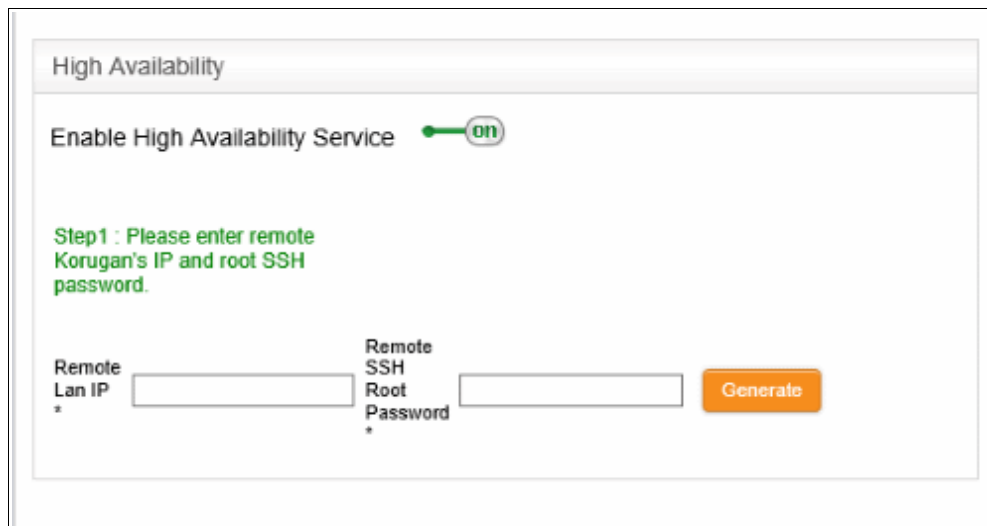 High Availability
Enable High Availability Service
on
Step1 : Please enter remote
Korugan's IP and root SSH
password.
Remote
Lan IP
*
Remote
SSH
Root
Password
*
Generate